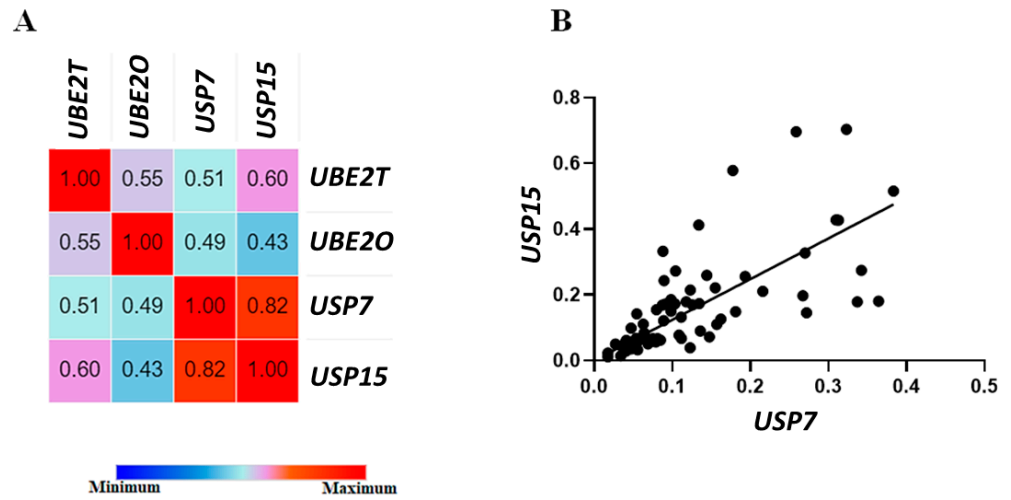 A
UBE2T UBE2O USP7 USP15
1.00 0.55 0.51 0.60 UBE2T
0.55 1.00 0.49 0.43 UBE2O
0.51 0.49 1.00 0.82 USP7
0.60 0.43 0.82 1.00 USP15
Minimum Maximum
B
USP15
0.8
0.6
0.4
0.2
0.0
0.0 0.1 0.2 0.3 0.4 0.5
USP7